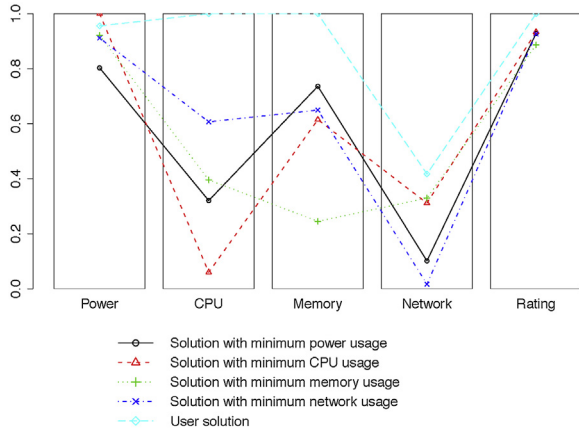 1.0
0.8
0.6
0.4
0.2
0.0
Power CPU Memory Network Rating
Solution with minimum power usage
Solution with minimum CPU usage
Solution with minimum memory usage
Solution with minimum network usage
User solution